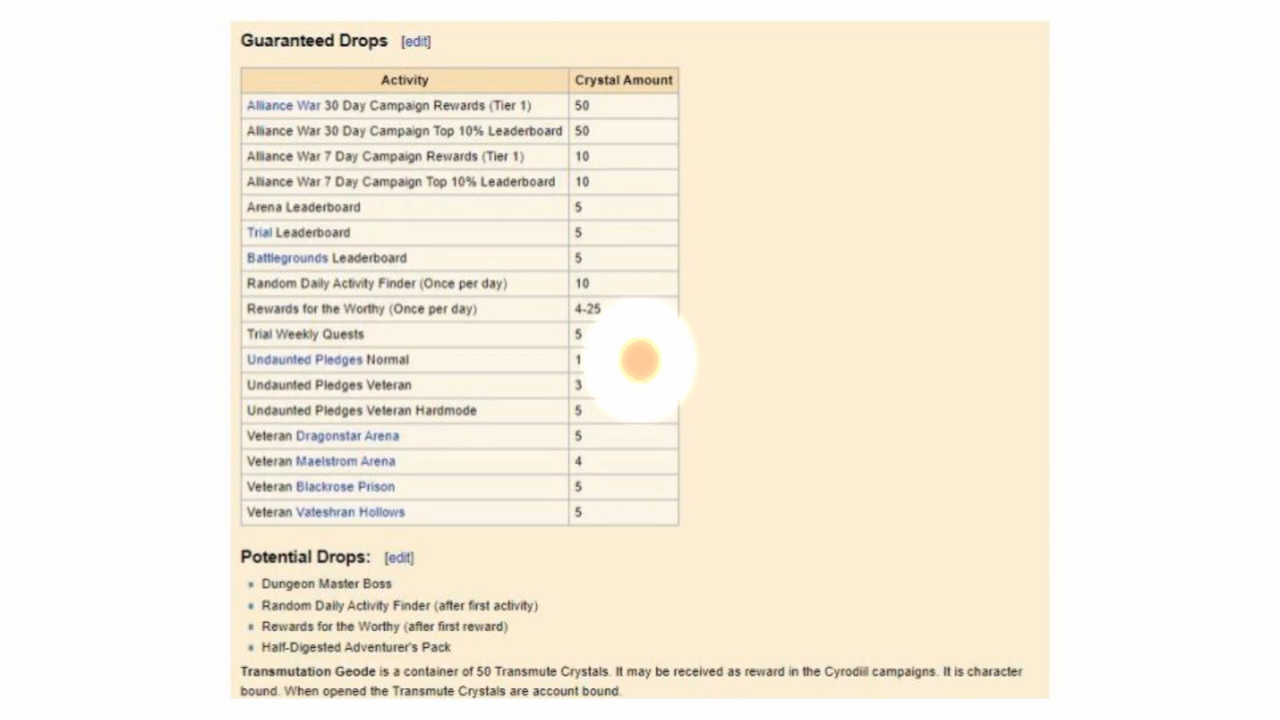 Guaranteed Drops [edit]
Activity Crystal Amount
Alliance War 30 Day Campaign Rewards (Tier 1) 50
Alliance War 30 Day Campaign Top 10% Leaderboard 50
Alliance War 7 Day Campaign Rewards (Tier 1) 10
Alliance War 7 Day Campaign Top 10% Leaderboard 10
Arena Leaderboard 5
Trial Leaderboard 5
Battlegrounds Leaderboard 5
Random Daily Activity Finder (Once per day) 10
Rewards for the Worthy (Once per day) 4-25
Trial Weekly Quests 5
Undaunted Pledges Normal 1
Undaunted Pledges Veteran 3
Undaunted Pledges Veteran Hardmode 5
Veteran Dragonstar Arena 5
Veteran Maelstrom Arena 4
Veteran Blackrose Prison 5
Veteran Vateshran Hollows 5
Potential Drops: [edit]
Dungeon Master Boss
Random Daily Activity Finder (after first activity)
Rewards for the Worthy (after first reward)
Half-Digested Adventurer's Pack
Transmutation Geode is a container of 50 Transmute Crystals. It may be received as reward in the Cyrodiil campaigns. It is character
bound. When opened the Transmute Crystals are account bound.